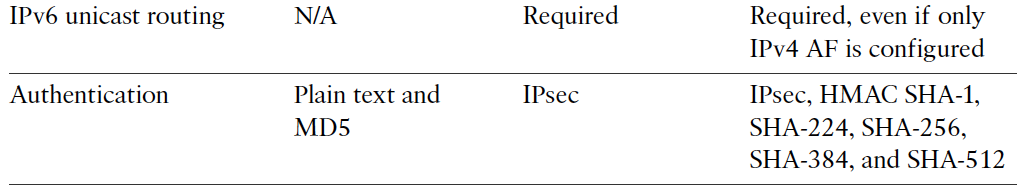 IPv6 unicast routing N/A Required Required, even if only
IPv4 AF is configured
Authentication Plain text and IPsec IPsec, HMAC SHA-1,
MD5 SHA-224, SHA-256,
SHA-384, and SHA-512